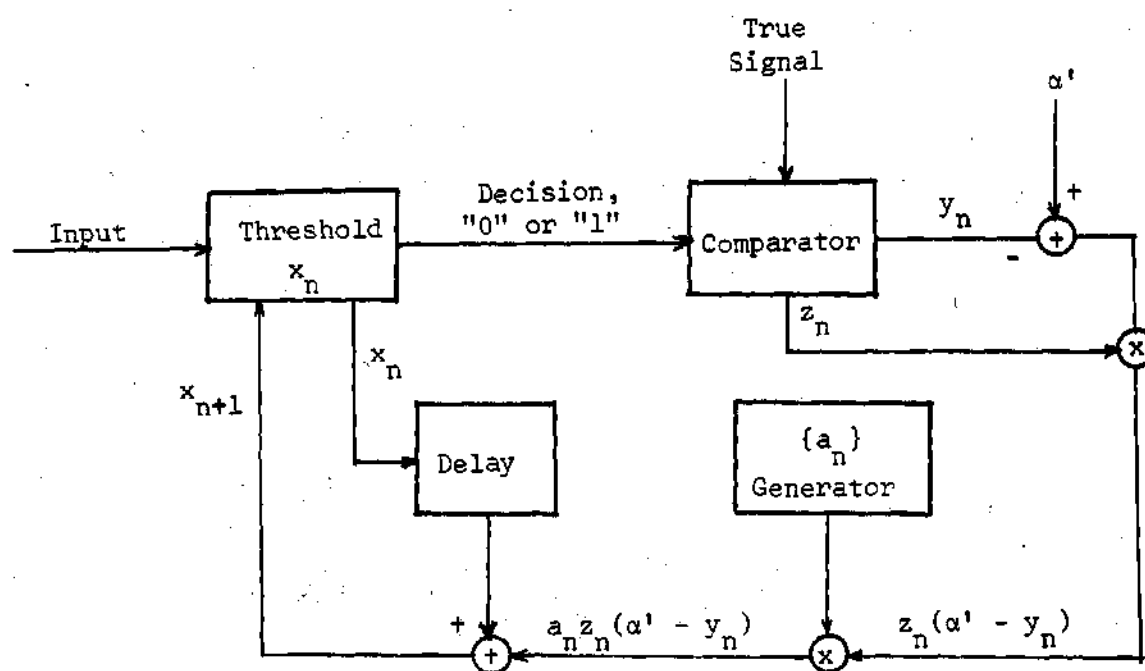 True
Signal
α'
Input
Threshold
x_n
Decision,
"0" or "1"
Comparator
y_n
+
+
-
z_n
x
x_n
x_{n+1}
Delay
{a_n}
Generator
+
+
a_n z_n(α' - y_n)
x
z_n(α' - y_n)